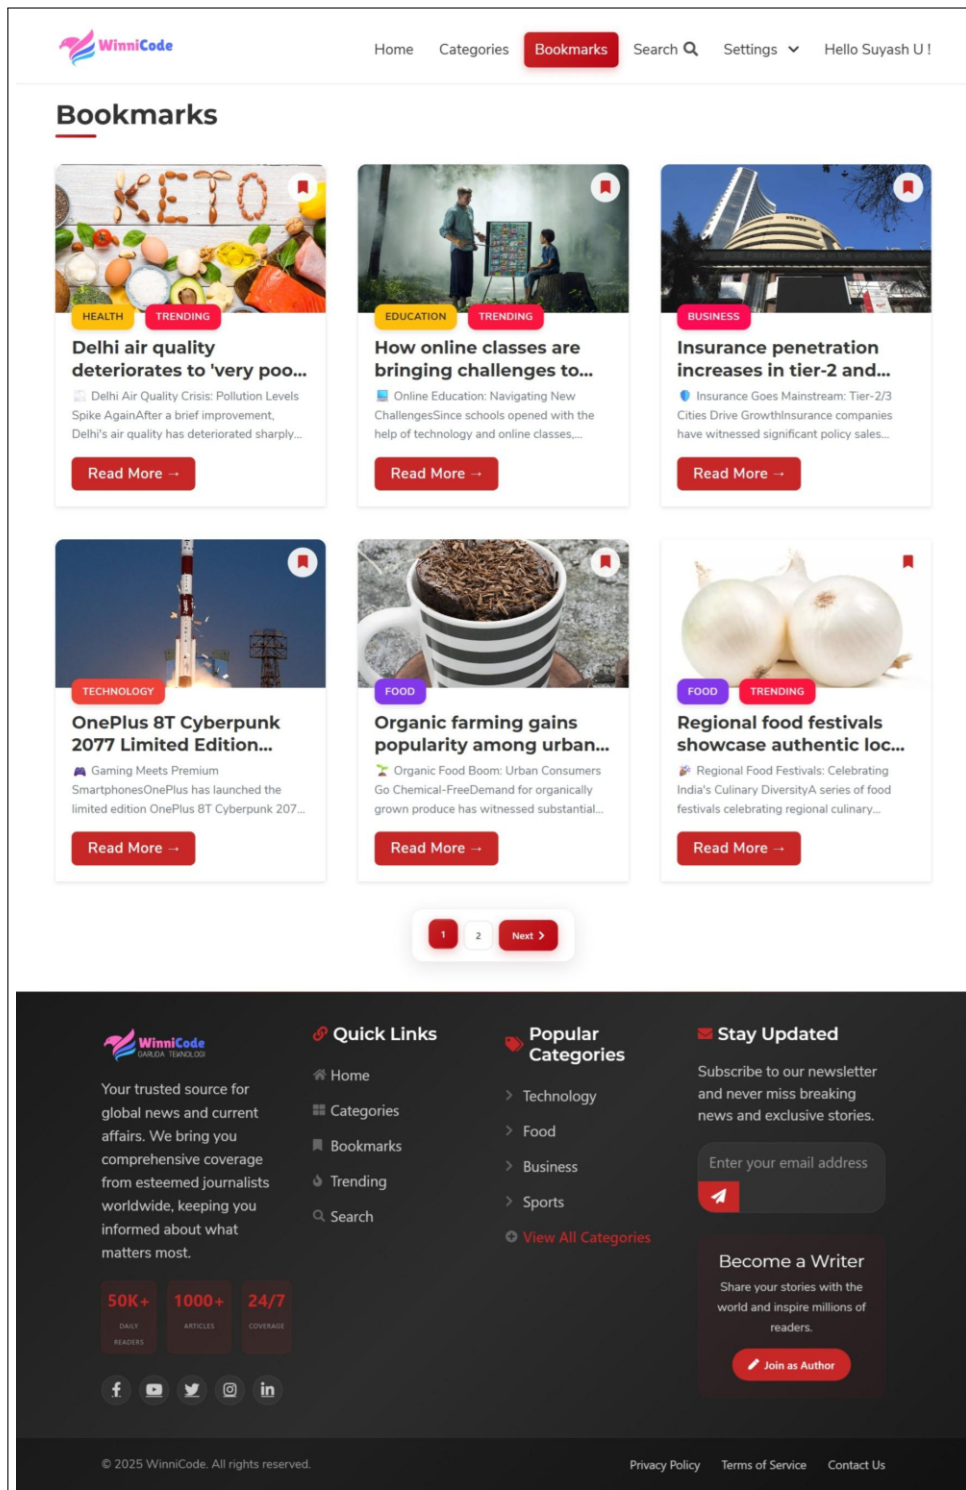 WinniCode
Home Categories Bookmarks Search Settings Hello Suyash U !
Bookmarks
KETO
HEALTH TRENDING
Delhi air quality
deteriorates to 'very poo...
Delhi Air Quality Crisis: Pollution Levels
Spike AgainAfter a brief improvement,
Delhi's air quality has deteriorated sharply...
Read More →
EDUCATION TRENDING
How online classes are
bringing challenges to...
Online Education: Navigating New
ChallengesSince schools opened with the
help of technology and online classes,...
Read More →
BUSINESS
Insurance penetration
increases in tier-2 and...
Insurance Goes Mainstream: Tier-2/3
Cities Drive GrowthInsurance companies
have witnessed significant policy sales...
Read More →
TECHNOLOGY
OnePlus 8T Cyberpunk
2077 Limited Edition...
Gaming Meets Premium
SmartphonesOnePlus has launched the
limited edition OnePlus 8T Cyberpunk 207...
Read More →
FOOD
Organic farming gains
popularity among urban...
Organic Food Boom: Urban Consumers
Go Chemical-FreeDemand for organically
grown produce has witnessed substantial...
Read More →
FOOD TRENDING
Regional food festivals
showcase authentic loc...
Regional Food Festivals: Celebrating
India's Culinary DiversityA series of food
festivals celebrating regional culinary...
Read More →
1 2 Next
WinniCode
GARUDA TEKNOLOGI
Your trusted source for
global news and current
affairs. We bring you
comprehensive coverage
from esteemed journalists
worldwide, keeping you
informed about what
matters most.
50K+
DAILY
READERS
1000+
ARTICLES
24/7
COVERAGE
Quick Links
Home
Categories
Bookmarks
Trending
Search
Popular
Categories
Technology
Food
Business
Sports
View All Categories
Stay Updated
Subscribe to our newsletter
and never miss breaking
news and exclusive stories.
Enter your email address
Become a Writer
Share your stories with the
world and inspire millions of
readers.
Join as Author
© 2025 WinniCode. All rights reserved.
Privacy Policy Terms of Service Contact Us